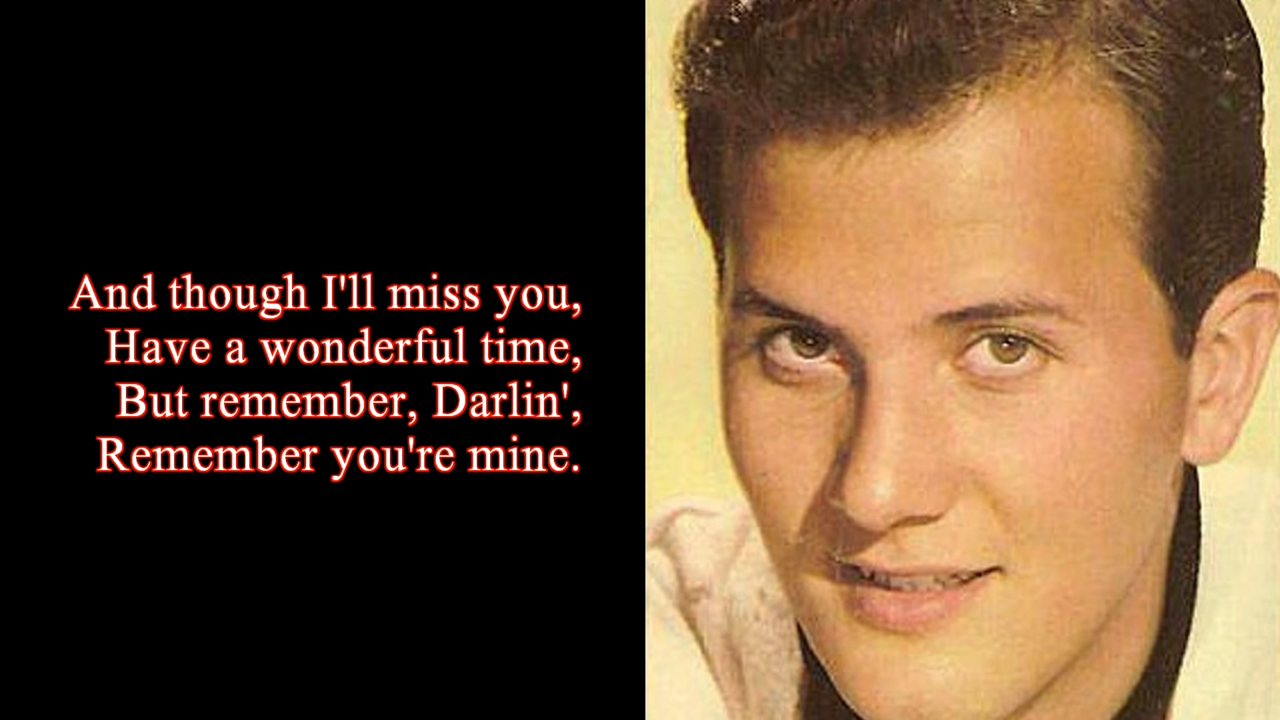 And though I'll miss you,
Have a wonderful time,
But remember, Darlin',
Remember you're mine.